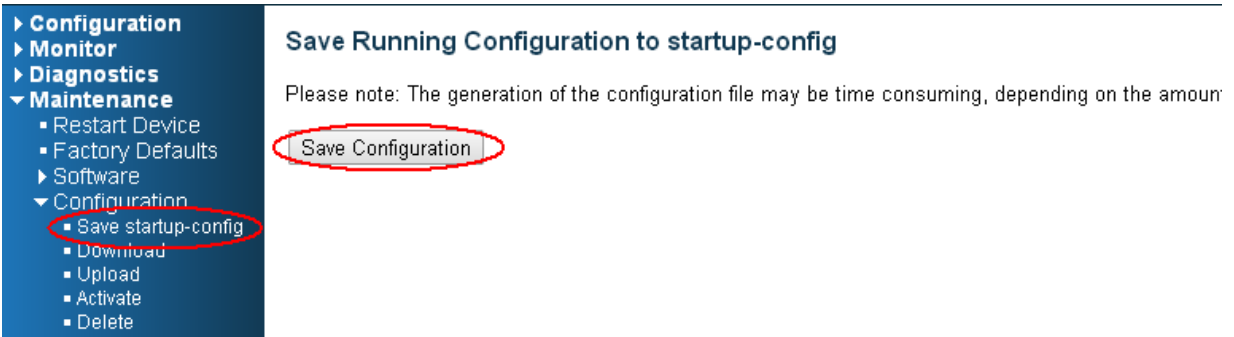 Configuration
Monitor
Diagnostics
Maintenance
Restart Device
Factory Defaults
Software
Configuration
Save startup-config
Download
Upload
Activate
Delete
Save Running Configuration to startup-config
Please note: The generation of the configuration file may be time consuming, depending on the amoun
Save Configuration